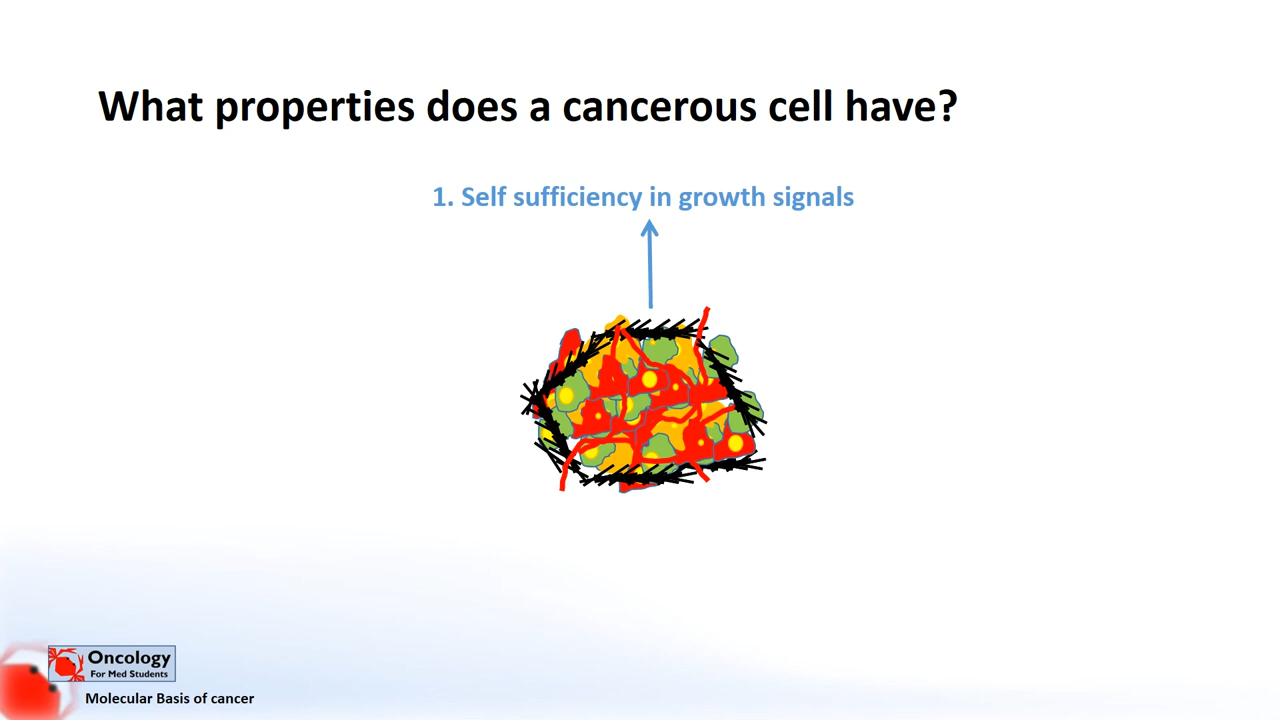 What properties does a cancerous cell have?
1. Self sufficiency in growth signals
Oncology
For Med Students
Molecular Basis of cancer